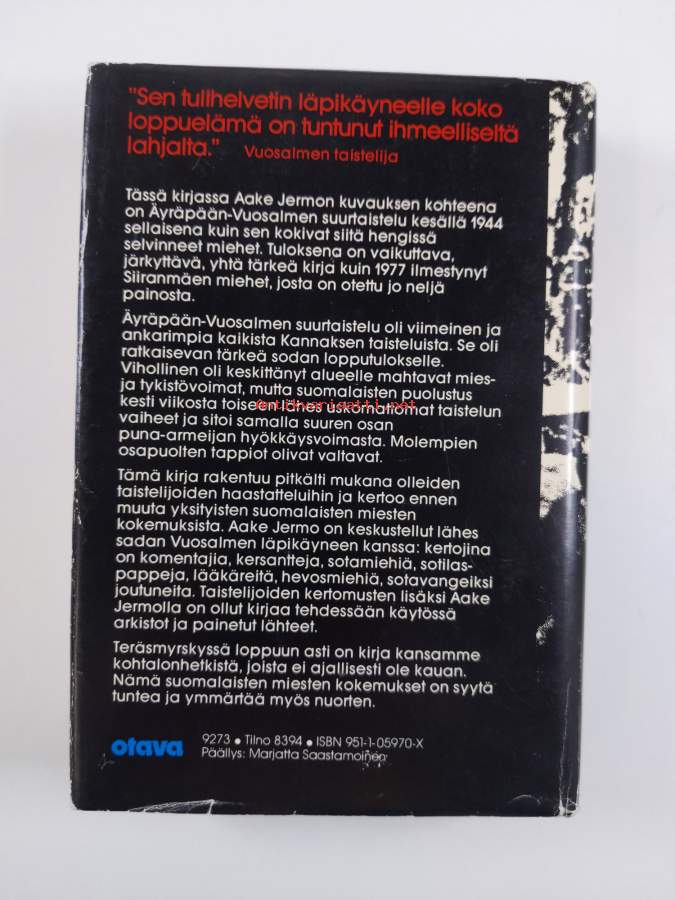 "Sen tulihelvetin läpikäyneelle koko
loppuelämä on tuntunut ihmeelliseltä
lahjalta." Vuosalmen taistelija
Tässä kirjassa Aake Jermon kuvauksen kohteena
on Äyräpään-Vuosalmen suurtaistelu kesällä 1944
sellaisena kuin sen kokivat siitä hengissä
selvinneet miehet. Tuloksena on vaikuttava,
järkyttävä, yhtä tärkeä kirja kuin 1977 ilmestynyt
Siiranmäen miehet, josta on otettu jo neljä
painosta.
Äyräpään-Vuosalmen suurtaistelu oli viimeinen ja
ankarimpia kaikista Kannaksen taisteluista. Se oli
ratkaisevan tärkeä sodan lopputulokselle.
Vihollinen oli keskittänyt alueelle mahtavat mies-
ja tykistövoimat, mutta suomalaisten puolustus
kesti viikosta toiseen lähes uskomattomat taistelun
vaiheet ja sitoi samalla suuren osan
puna-armeijan hyökkäysvoimasta. Molempien
osapuolten tappiot olivat valtavat.
Antikvariaatti.net
Tämä kirja rakentuu pitkälti mukana olleiden
taistelijoiden haastatteluihin ja kertoo ennen
muuta yksityisten suomalaisten miesten
kokemuksista. Aake Jermo on keskustellut lähes
sadan Vuosalmen läpikäyneen kanssa: kertojina
on komentajia, kersantteja, sotamiehiä, sotilas-
pappeja, lääkäreitä, hevosmiehiä, sotavangeiksi
joutuneita. Taistelijoiden kertomusten lisäksi Aake
Jermolla on ollut kirjaa tehdessään käytössä
arkistot ja painetut lähteet.
Teräsmyrskyssä loppuun asti on kirja kansamme
kohtalonhetkistä, joista ei ajallisesti ole kauan.
Nämä suomalaisten miesten kokemukset on syytä
tuntea ja ymmärtää myös nuorten.
otava
9273 • Tilno 8394 • ISBN 951-1-05970-X
Päällys: Marjatta Saastamoinen